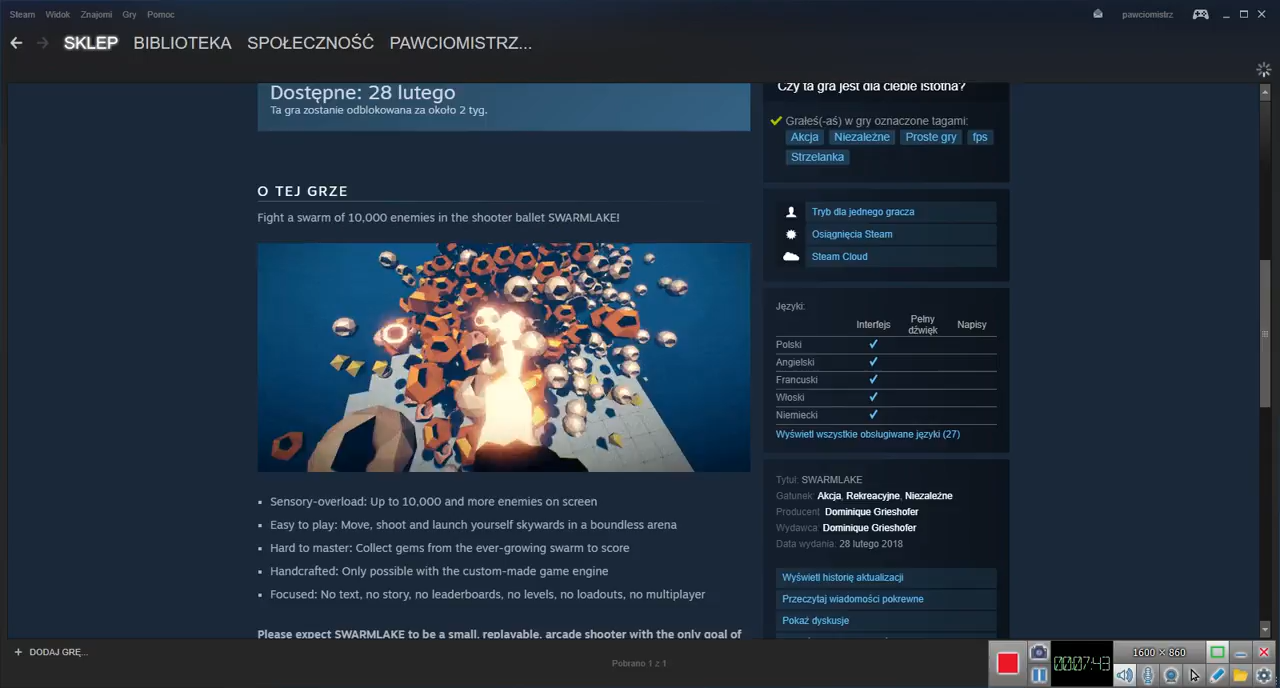 Steam Widok Znajomi Gry Pomoc
pawciomistrz
SKLEP BIBLIOTEKA SPOŁECZNOŚĆ PAWCIOMISTRZ...
Dostępne: 28 lutego
Ta gra zostanie odblokowana za około 2 tyg.
O TEJ GRZE
Fight a swarm of 10,000 enemies in the shooter ballet SWARMLAKE!
Sensory-overload: Up to 10,000 and more enemies on screen
Easy to play: Move, shoot and launch yourself skywards in a boundless arena
Hard to master: Collect gems from the ever-growing swarm to score
Handcrafted: Only possible with the custom-made game engine
Focused: No text, no story, no leaderboards, no levels, no loadouts, no multiplayer
Please expect SWARMLAKE to be a small, replayable, arcade shooter with the only goal of
Czy ta gra jest dla ciebie istotna?
Grałeś(-aś) w gry oznaczone tagami:
Akcja Niezależne Proste gry fps
Strzelanka
Tryb dla jednego gracza
Osiągnięcia Steam
Steam Cloud
Języki:
Interfejs Pełny dźwięk Napisy
Polski
Angielski
Francuski
Włoski
Niemiecki
Wyświetl wszystkie obsługiwane języki (27)
Tytuł: SWARMLAKE
Gatunek: Akcja, Rekreacyjne, Niezależne
Producent: Dominique Grieshofer
Wydawca: Dominique Grieshofer
Data wydania: 28 lutego 2018
Wyświetl historię aktualizacji
Przeczytaj wiadomości pokrewne
Pokaż dyskusje
+ DODAJ GRĘ...
Pobrano 1 z 1
00:07:43
1600 × 860